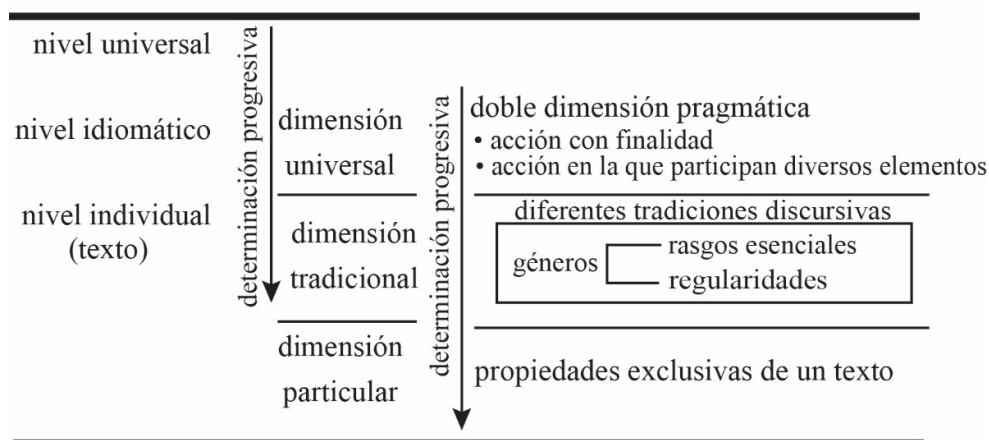 nivel universal
nivel idiomático
nivel individual
(texto)
determinación progresiva
dimensión
universal
dimensión
tradicional
dimensión
particular
determinación progresiva
doble dimensión pragmática
• acción con finalidad
• acción en la que participan diversos elementos
diferentes tradiciones discursivas
géneros
rasgos esenciales
regularidades
propiedades exclusivas de un texto